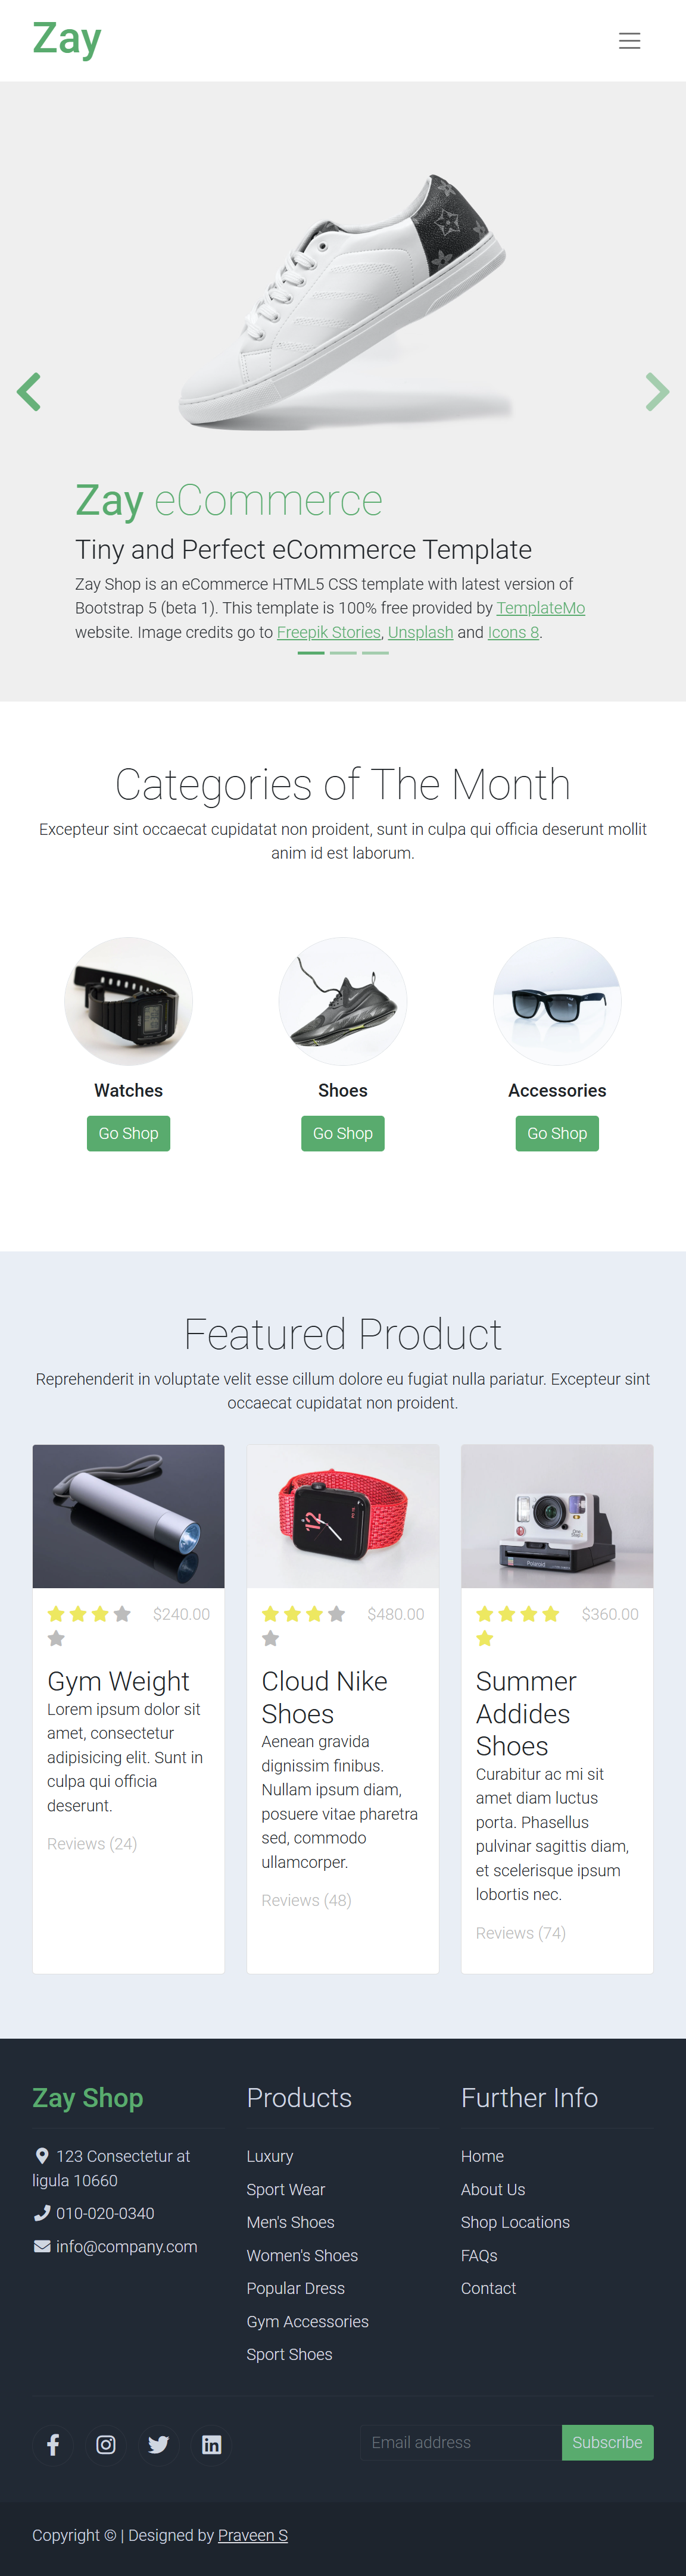 Zay
Zay eCommerce
Tiny and Perfect eCommerce Template
Zay Shop is an eCommerce HTML5 CSS template with latest version of
Bootstrap 5 (beta 1). This template is 100% free provided by TemplateMo
website. Image credits go to Freepik Stories, Unsplash and Icons 8.
Categories of The Month
Excepteur sint occaecat cupidatat non proident, sunt in culpa qui officia deserunt mollit
anim id est laborum.
Watches
Go Shop
Shoes
Go Shop
Accessories
Go Shop
Featured Product
Reprehenderit in voluptate velit esse cillum dolore eu fugiat nulla pariatur. Excepteur sint
occaecat cupidatat non proident.
$240.00
Gym Weight
Lorem ipsum dolor sit
amet, consectetur
adipisicing elit. Sunt in
culpa qui officia
deserunt.
Reviews (24)
12
$480.00
Cloud Nike
Shoes
Aenean gravida
dignissim finibus.
Nullam ipsum diam,
posuere vitae pharetra
sed, commodo
ullamcorper.
Reviews (48)
Polaroid
$360.00
Summer
Addides
Shoes
Curabitur ac mi sit
amet diam luctus
porta. Phasellus
pulvinar sagittis diam,
et scelerisque ipsum
lobortis nec.
Reviews (74)
Zay Shop
123 Consectetur at
ligula 10660
010-020-0340
info@company.com
Products
Luxury
Sport Wear
Men's Shoes
Women's Shoes
Popular Dress
Gym Accessories
Sport Shoes
Further Info
Home
About Us
Shop Locations
FAQs
Contact
Email address
Subscribe
Copyright © | Designed by Praveen S